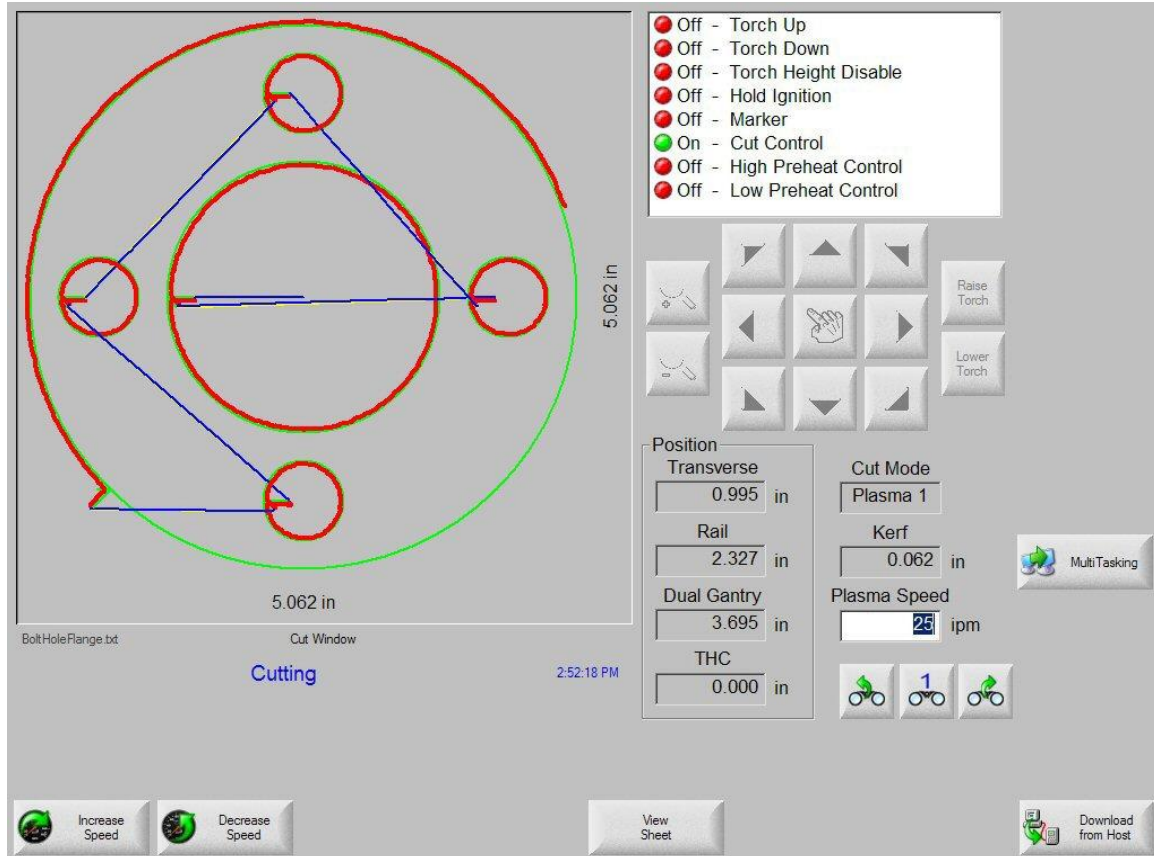 Off - Torch Up
Off - Torch Down
Off - Torch Height Disable
Off - Hold Ignition
Off - Marker
On - Cut Control
Off - High Preheat Control
Off - Low Preheat Control
5.062 in
5.062 in
BoltHoleFlange.txt
Cut Window
Cutting
2:52:18 PM
Raise
Torch
Lower
Torch
Position
Transverse
0.995 in
Rail
2.327 in
Dual Gantry
3.695 in
THC
0.000 in
Cut Mode
Plasma 1
Kerf
0.062 in
Plasma Speed
25 ipm
1
MultiTasking
Increase
Speed
Decrease
Speed
View
Sheet
Download
from Host